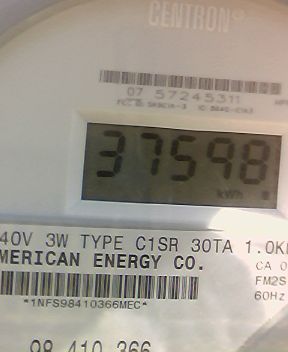 CENTRON®
07 57245311
37598
kWh
40V 3W TYPE C1SR 30TA 1.0K
MERICAN ENERGY CO.
CA 0
FM2S
*1NFS98410366MEC*
60Hz
98 410 366